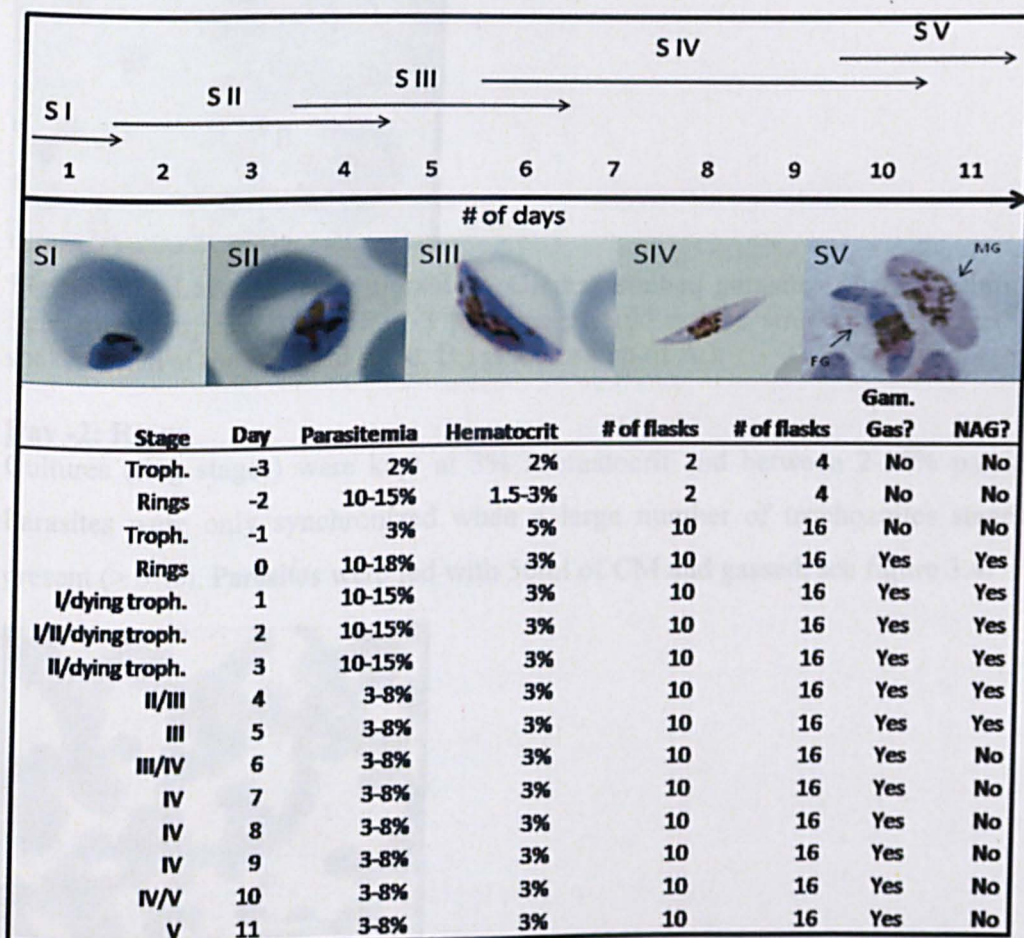 S V
S IV
S III
S II
S I
1 2 3 4 5 6 7 8 9 10 11
# of days
SI SII SIII SIV SV MG
FG
Gam.
Stage Day Parasitemia Hematocrit # of flasks # of flasks Gas? NAG?
Troph. -3 2% 2% 2 4 No No
Rings -2 10-15% 1.5-3% 2 4 No No
Troph. -1 3% 5% 10 16 No No
Rings 0 10-18% 3% 10 16 Yes Yes
I/dying troph. 1 10-15% 3% 10 16 Yes Yes
I/II/dying troph. 2 10-15% 3% 10 16 Yes Yes
II/dying troph. 3 10-15% 3% 10 16 Yes Yes
II/III 4 3-8% 3% 10 16 Yes Yes
III 5 3-8% 3% 10 16 Yes Yes
III/IV 6 3-8% 3% 10 16 Yes No
IV 7 3-8% 3% 10 16 Yes No
IV 8 3-8% 3% 10 16 Yes No
IV 9 3-8% 3% 10 16 Yes No
IV/V 10 3-8% 3% 10 16 Yes No
V 11 3-8% 3% 10 16 Yes No